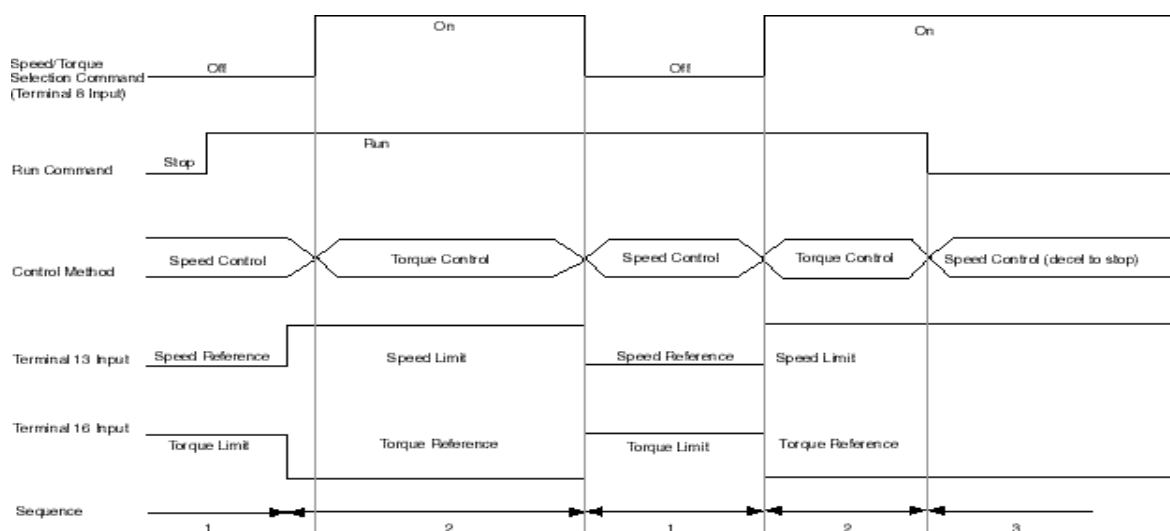 On
On
Speed/Torque
Selection Command
(Terminal 8 Input)
Off
Off
Run
Stop
Run Command
Control Method
Speed Control
Torque Control
Speed Control
Torque Control
Speed Control (decel to stop)
Terminal 13 Input
Speed Reference
Speed Limit
Speed Reference
Speed Limit
Terminal 16 Input
Torque Limit
Torque Reference
Torque Limit
Torque Reference
Sequence
1
2
1
2
3